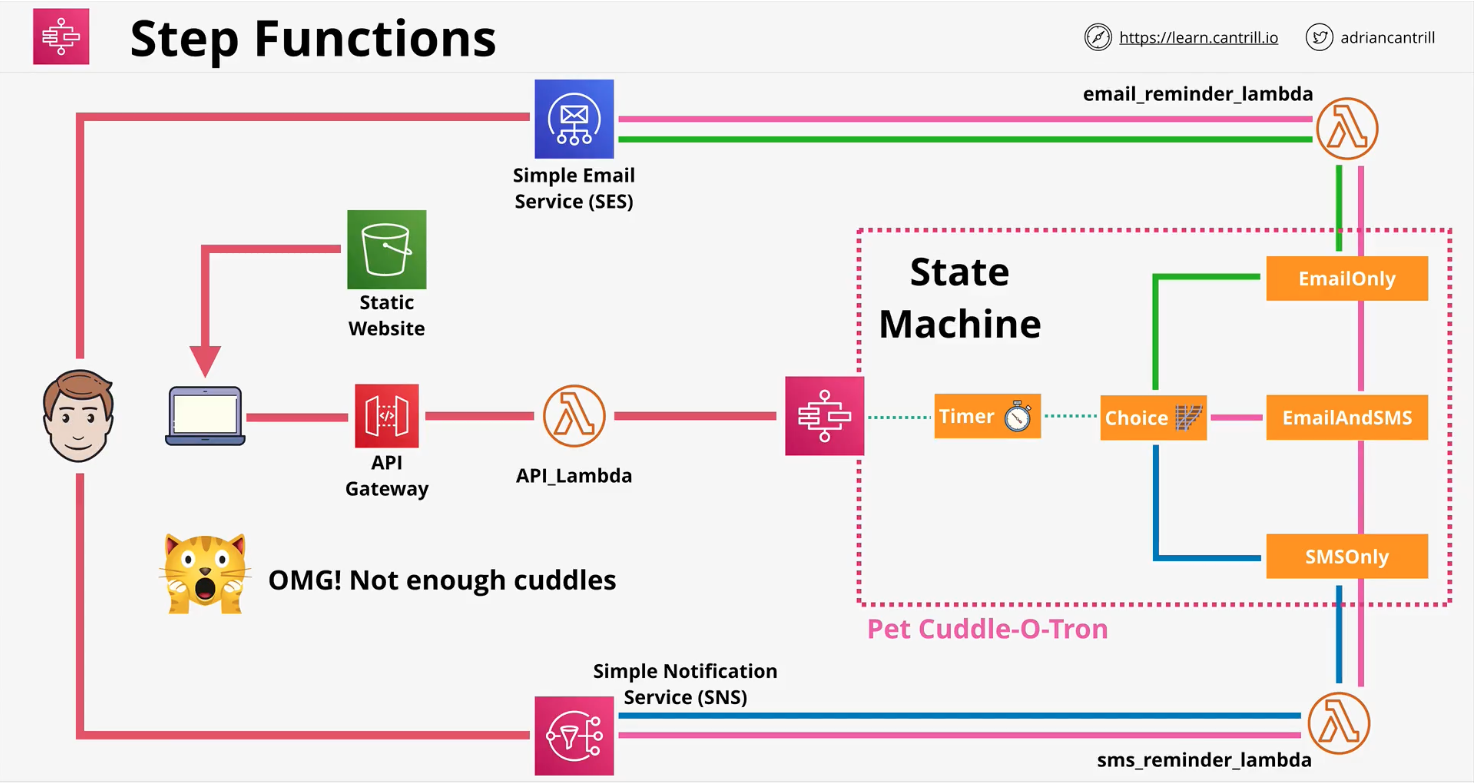 Step Functions
https://learn.cantrill.io
adriancantrill
email_reminder_lambda
Simple Email
Service (SES)
Static
Website
State
Machine
EmailOnly
Timer
Choice
EmailAndSMS
API
Gateway
API_Lambda
SMSOnly
OMG! Not enough cuddles
Pet Cuddle-O-Tron
Simple Notification
Service (SNS)
sms_reminder_lambda